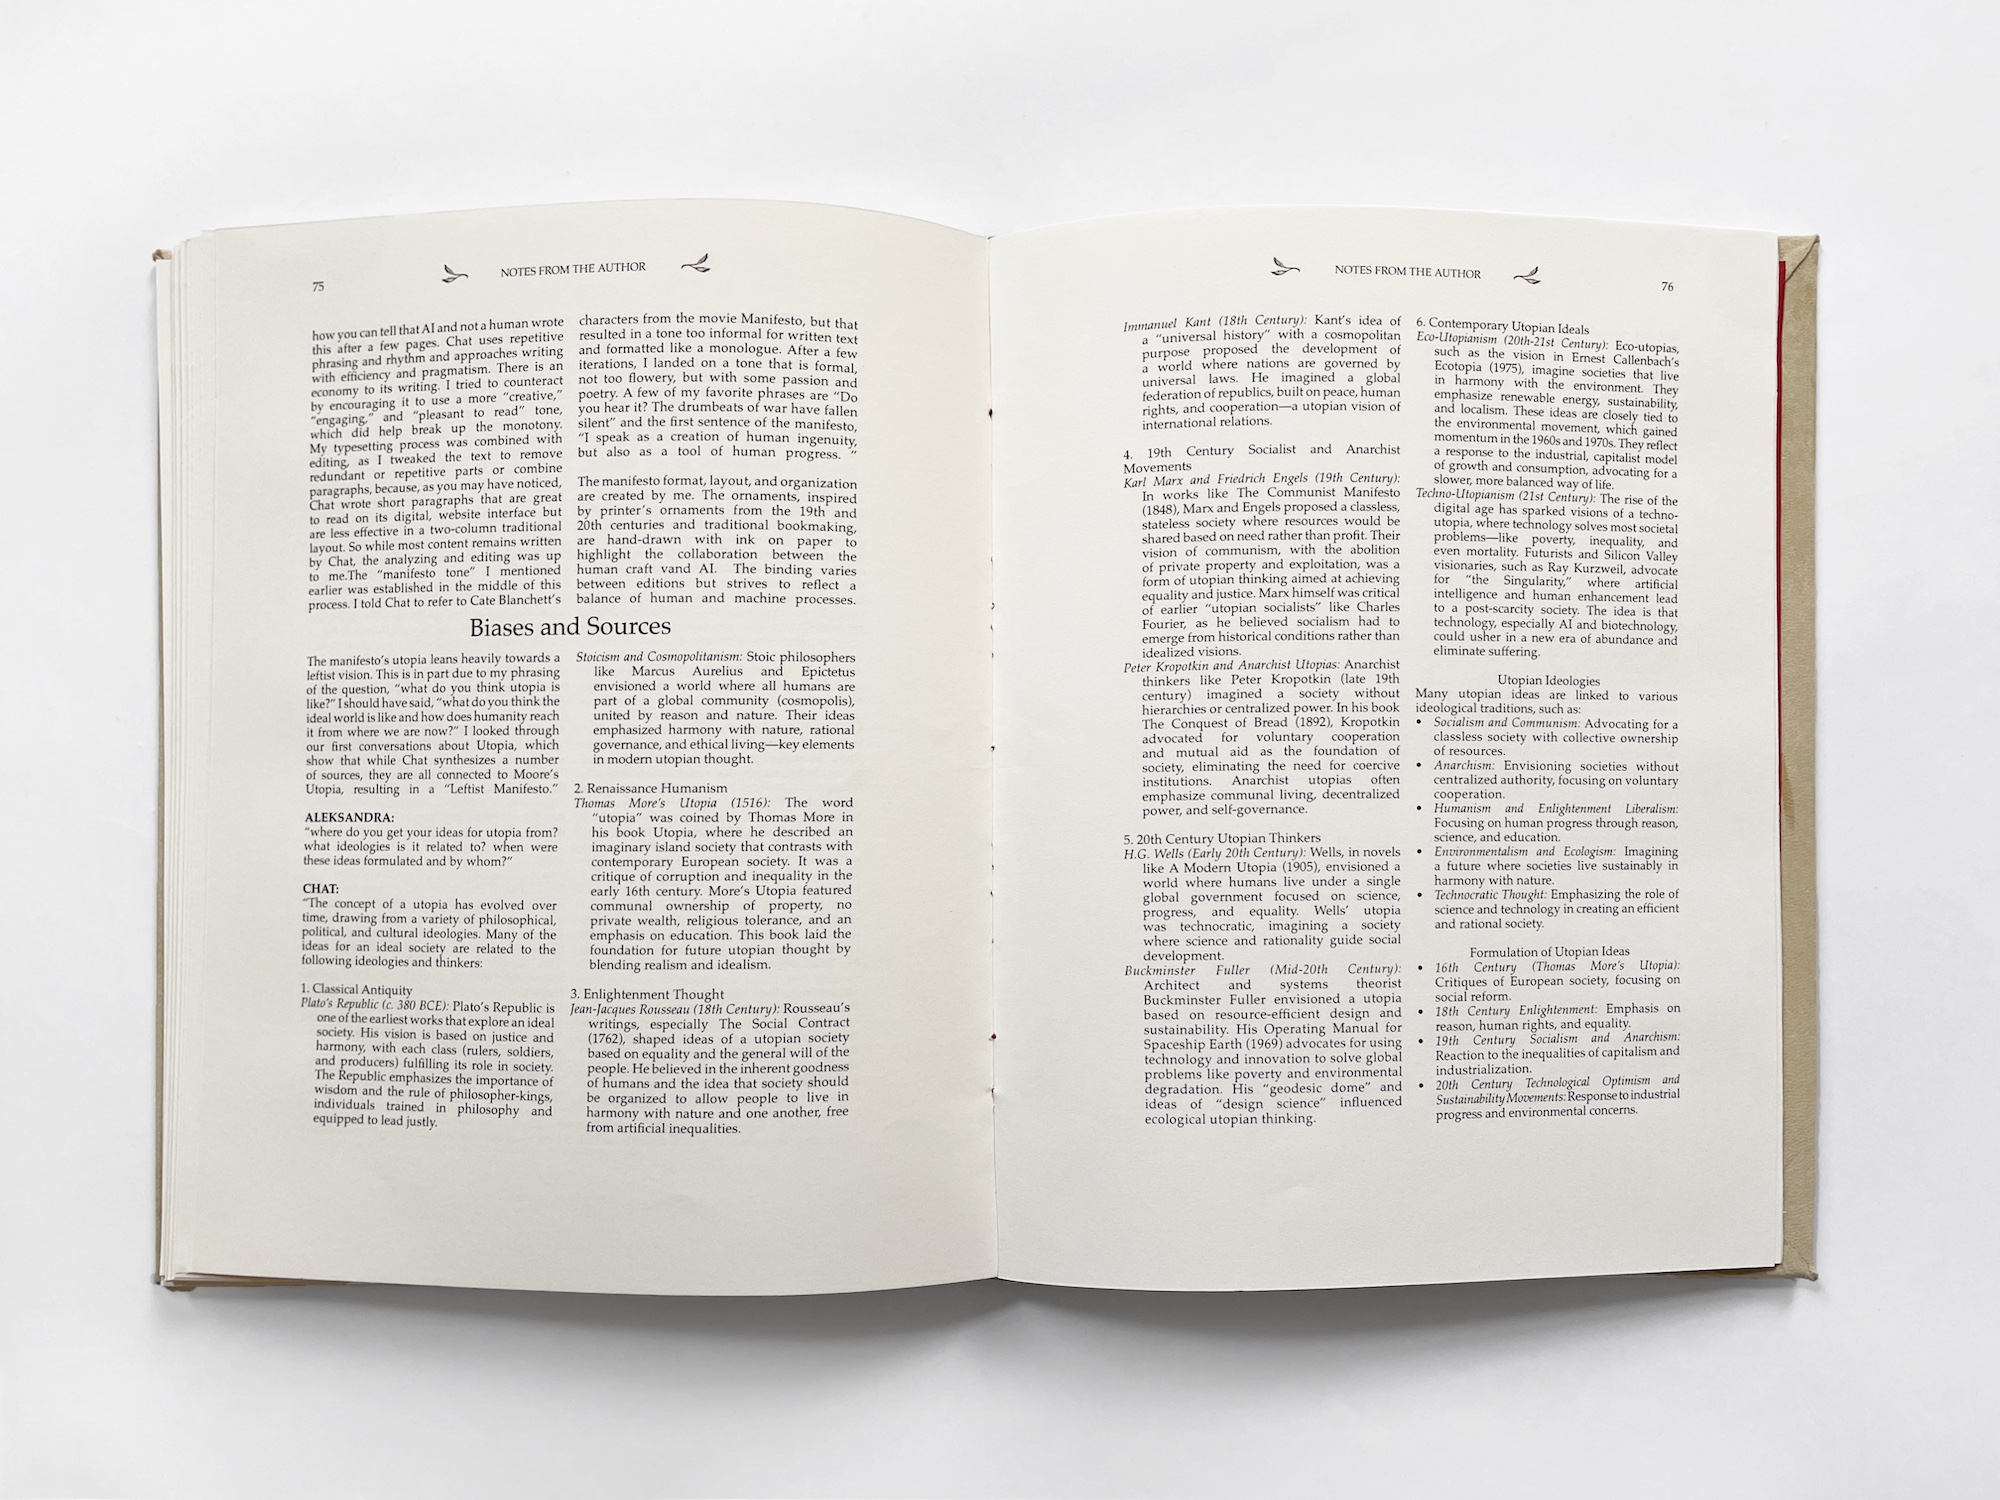 75
NOTES FROM THE AUTHOR
how you can tell that AI and not a human wrote
this after a few pages. Chat uses repetitive
phrasing and rhythm and approaches writing
with efficiency and pragmatism. There is an
economy to its writing. I tried to counteract
by encouraging it to use a more “creative,”
“engaging,” and “pleasant to read” tone,
which did help break up the monotony.
My typesetting process was combined with
editing, as I tweaked the text to remove
redundant or repetitive parts or combine
paragraphs, because, as you may have noticed,
Chat wrote short paragraphs that are great
to read on its digital, website interface but
are less effective in a two-column traditional
layout. So while most content remains written
by Chat, the analyzing and editing was up
to me.The “manifesto tone” I mentioned
earlier was established in the middle of this
process. I told Chat to refer to Cate Blanchett’s
characters from the movie Manifesto, but that
resulted in a tone too informal for written text
and formatted like a monologue. After a few
iterations, I landed on a tone that is formal,
not too flowery, but with some passion and
poetry. A few of my favorite phrases are “Do
you hear it? The drumbeats of war have fallen
silent” and the first sentence of the manifesto,
“I speak as a creation of human ingenuity,
but also as a tool of human progress. ”
The manifesto format, layout, and organization
are created by me. The ornaments, inspired
by printer’s ornaments from the 19th and
20th centuries and traditional bookmaking,
are hand-drawn with ink on paper to
highlight the collaboration between the
human craft vand AI. The binding varies
between editions but strives to reflect a
balance of human and machine processes.
Biases and Sources
The manifesto’s utopia leans heavily towards a
leftist vision. This is in part due to my phrasing
of the question, “what do you think utopia is
like?” I should have said, “what do you think the
ideal world is like and how does humanity reach
it from where we are now?” I looked through
our first conversations about Utopia, which
show that while Chat synthesizes a number
of sources, they are all connected to Moore’s
Utopia, resulting in a “Leftist Manifesto.”
ALEKSANDRA:
“where do you get your ideas for utopia from?
what ideologies is it related to? when were
these ideas formulated and by whom?”
CHAT:
“The concept of a utopia has evolved over
time, drawing from a variety of philosophical,
political, and cultural ideologies. Many of the
ideas for an ideal society are related to the
following ideologies and thinkers:
1. Classical Antiquity
Plato’s Republic (c. 380 BCE): Plato’s Republic is
one of the earliest works that explore an ideal
society. His vision is based on justice and
harmony, with each class (rulers, soldiers,
and producers) fulfilling its role in society.
The Republic emphasizes the importance of
wisdom and the rule of philosopher-kings,
individuals trained in philosophy and
equipped to lead justly.
Stoicism and Cosmopolitanism: Stoic philosophers
like Marcus Aurelius and Epictetus
envisioned a world where all humans are
part of a global community (cosmopolis),
united by reason and nature. Their ideas
emphasized harmony with nature, rational
governance, and ethical living—key elements
in modern utopian thought.
2. Renaissance Humanism
Thomas More’s Utopia (1516): The word
“utopia” was coined by Thomas More in
his book Utopia, where he described an
imaginary island society that contrasts with
contemporary European society. It was a
critique of corruption and inequality in the
early 16th century. More’s Utopia featured
communal ownership of property, no
private wealth, religious tolerance, and an
emphasis on education. This book laid the
foundation for future utopian thought by
blending realism and idealism.
3. Enlightenment Thought
Jean-Jacques Rousseau (18th Century): Rousseau’s
writings, especially The Social Contract
(1762), shaped ideas of a utopian society
based on equality and the general will of the
people. He believed in the inherent goodness
of humans and the idea that society should
be organized to allow people to live in
harmony with nature and one another, free
from artificial inequalities.
NOTES FROM THE AUTHOR
76
Immanuel Kant (18th Century): Kant’s idea of
a “universal history” with a cosmopolitan
purpose proposed the development of
a world where nations are governed by
universal laws. He imagined a global
federation of republics, built on peace, human
rights, and cooperation—a utopian vision of
international relations.
4. 19th Century Socialist and Anarchist
Movements
Karl Marx and Friedrich Engels (19th Century):
In works like The Communist Manifesto
(1848), Marx and Engels proposed a classless,
stateless society where resources would be
shared based on need rather than profit. Their
vision of communism, with the abolition
of private property and exploitation, was a
form of utopian thinking aimed at achieving
equality and justice. Marx himself was critical
of earlier “utopian socialists” like Charles
Fourier, as he believed socialism had to
emerge from historical conditions rather than
idealized visions.
Peter Kropotkin and Anarchist Utopias: Anarchist
thinkers like Peter Kropotkin (late 19th
century) imagined a society without
hierarchies or centralized power. In his book
The Conquest of Bread (1892), Kropotkin
advocated for voluntary cooperation
and mutual aid as the foundation of
society, eliminating the need for coercive
institutions. Anarchist utopias often
emphasize communal living, decentralized
power, and self-governance.
5. 20th Century Utopian Thinkers
H.G. Wells (Early 20th Century): Wells, in novels
like A Modern Utopia (1905), envisioned a
world where humans live under a single
global government focused on science,
progress, and equality. Wells’ utopia
was technocratic, imagining a society
where science and rationality guide social
development.
Buckminster Fuller (Mid-20th Century):
Architect and systems theorist
Buckminster Fuller envisioned a utopia
based on resource-efficient design and
sustainability. His Operating Manual for
Spaceship Earth (1969) advocates for using
technology and innovation to solve global
problems like poverty and environmental
degradation. His “geodesic dome” and
ideas of “design science” influenced
ecological utopian thinking.
6. Contemporary Utopian Ideals
Eco-Utopianism (20th-21st Century): Eco-utopias,
such as the vision in Ernest Callenbach’s
Ecotopia (1975), imagine societies that live
in harmony with the environment. They
emphasize renewable energy, sustainability,
and localism. These ideas are closely tied to
the environmental movement, which gained
momentum in the 1960s and 1970s. They reflect
a response to the industrial, capitalist model
of growth and consumption, advocating for a
slower, more balanced way of life.
Techno-Utopianism (21st Century): The rise of the
digital age has sparked visions of a techno-
utopia, where technology solves most societal
problems—like poverty, inequality, and
even mortality. Futurists and Silicon Valley
visionaries, such as Ray Kurzweil, advocate
for “the Singularity,” where artificial
intelligence and human enhancement lead
to a post-scarcity society. The idea is that
technology, especially AI and biotechnology,
could usher in a new era of abundance and
eliminate suffering.
Utopian Ideologies
Many utopian ideas are linked to various
ideological traditions, such as:
• Socialism and Communism: Advocating for a
classless society with collective ownership
of resources.
• Anarchism: Envisioning societies without
centralized authority, focusing on voluntary
cooperation.
• Humanism and Enlightenment Liberalism:
Focusing on human progress through reason,
science, and education.
• Environmentalism and Ecologism: Imagining
a future where societies live sustainably in
harmony with nature.
• Technocratic Thought: Emphasizing the role of
science and technology in creating an efficient
and rational society.
Formulation of Utopian Ideas
• 16th Century (Thomas More’s Utopia):
Critiques of European society, focusing on
social reform.
• 18th Century Enlightenment: Emphasis on
reason, human rights, and equality.
• 19th Century Socialism and Anarchism:
Reaction to the inequalities of capitalism and
industrialization.
• 20th Century Technological Optimism and
Sustainability Movements: Response to industrial
progress and environmental concerns.